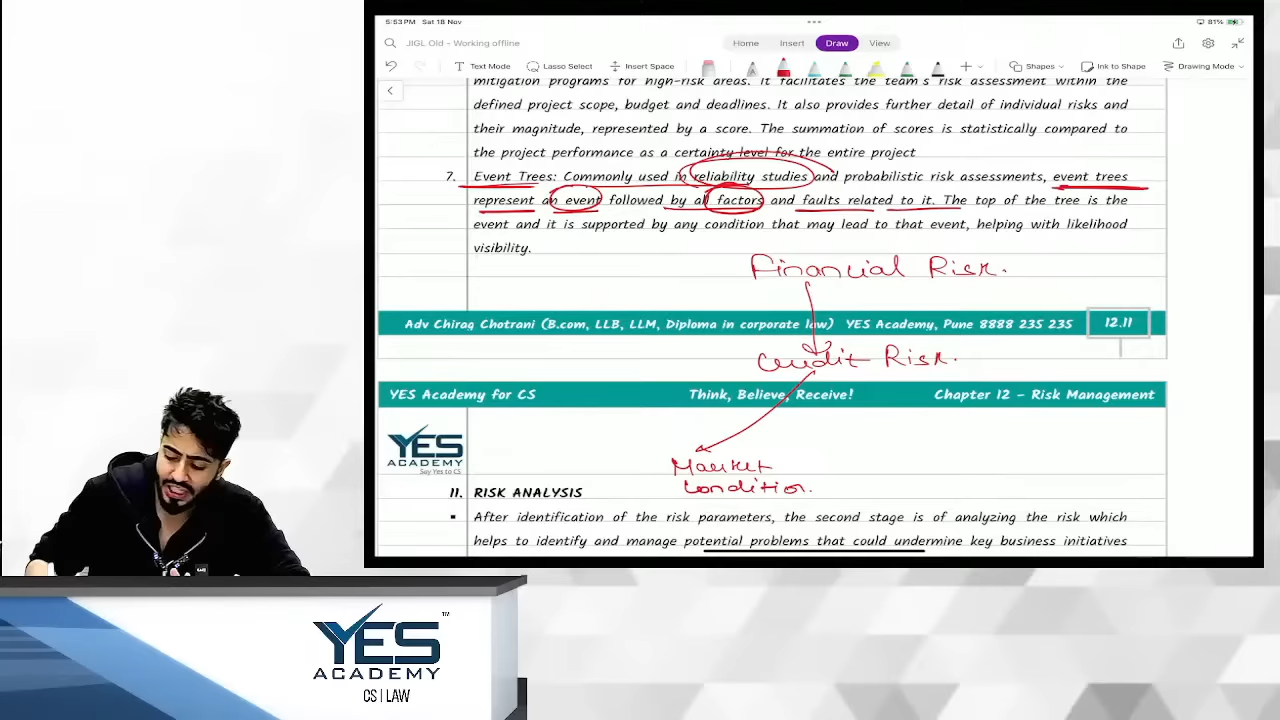 5:53 PM Sat 18 Nov
81%
JIGL Old - Working offline
Home Insert Draw View
Text Mode Lasso Select Insert Space Shapes Ink to Shape Drawing Mode
mitigation programs for high-risk areas. It facilitates the team's risk assessment within the
defined project scope, budget and deadlines. It also provides further detail of individual risks and
their magnitude, represented by a score. The summation of scores is statistically compared to
the project performance as a certainty level for the entire project
7. Event Trees: Commonly used in reliability studies and probabilistic risk assessments, event trees
represent an event followed by all factors and faults related to it. The top of the tree is the
event and it is supported by any condition that may lead to that event, helping with likelihood
visibility.
Financial Risk.
Adv Chirag Chotrani (B.com, LLB, LLM, Diploma in corporate law) YES Academy, Pune 8888 235 235 12.11
Credit Risk.
YES Academy for CS Think, Believe, Receive! Chapter 12 – Risk Management
YES
ACADEMY
Say Yes to CS
Market
Condition.
11. RISK ANALYSIS
▪ After identification of the risk parameters, the second stage is of analyzing the risk which
helps to identify and manage potential problems that could undermine key business initiatives
YES™
ACADEMY
CS | LAW